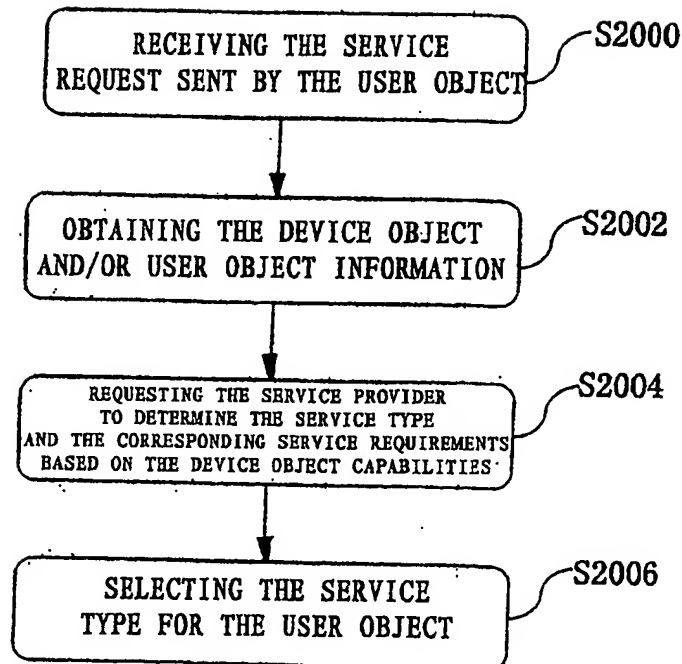 RECEIVING THE SERVICE
REQUEST SENT BY THE USER OBJECT
S2000
OBTAINING THE DEVICE OBJECT
AND/OR USER OBJECT INFORMATION
S2002
REQUESTING THE SERVICE PROVIDER
TO DETERMINE THE SERVICE TYPE
AND THE CORRESPONDING SERVICE REQUIREMENTS
BASED ON THE DEVICE OBJECT CAPABILITIES
S2004
SELECTING THE SERVICE
TYPE FOR THE USER OBJECT
S2006